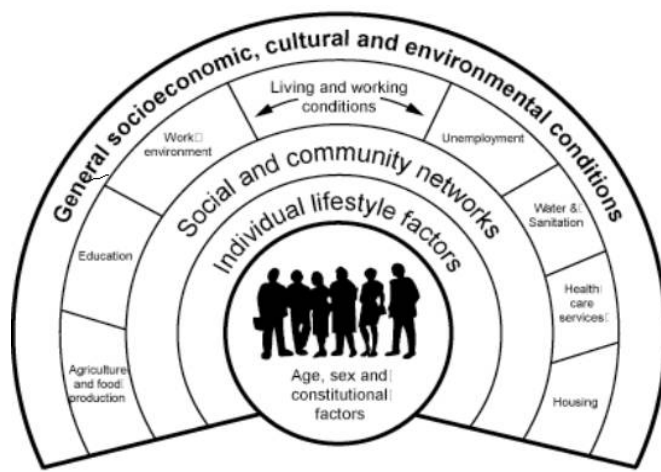 General socioeconomic, cultural and environmental conditions
Living and working
conditions
Work
environment
Unemployment
Education
Water &
Sanitation
Agriculture
and food
production
Health
care
services
Housing
Social and community networks
Individual lifestyle factors
Age, sex and
constitutional
factors